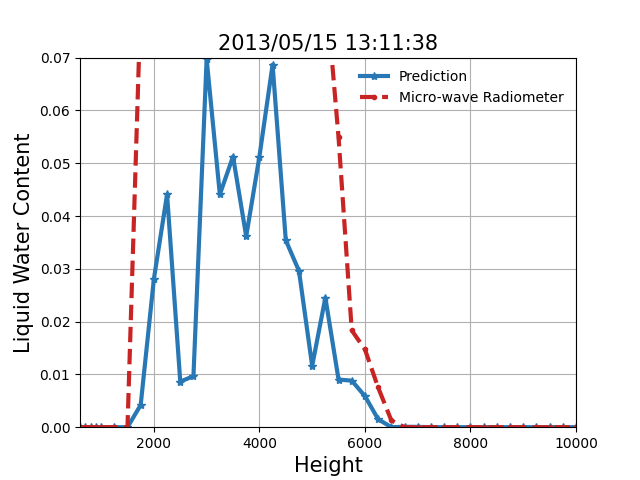 2013/05/15 13:11:38
Prediction
Micro-wave Radiometer
0.07
0.06
0.05
0.04
0.03
0.02
0.01
0.00
Liquid Water Content
2000 4000 6000 8000 10000
Height